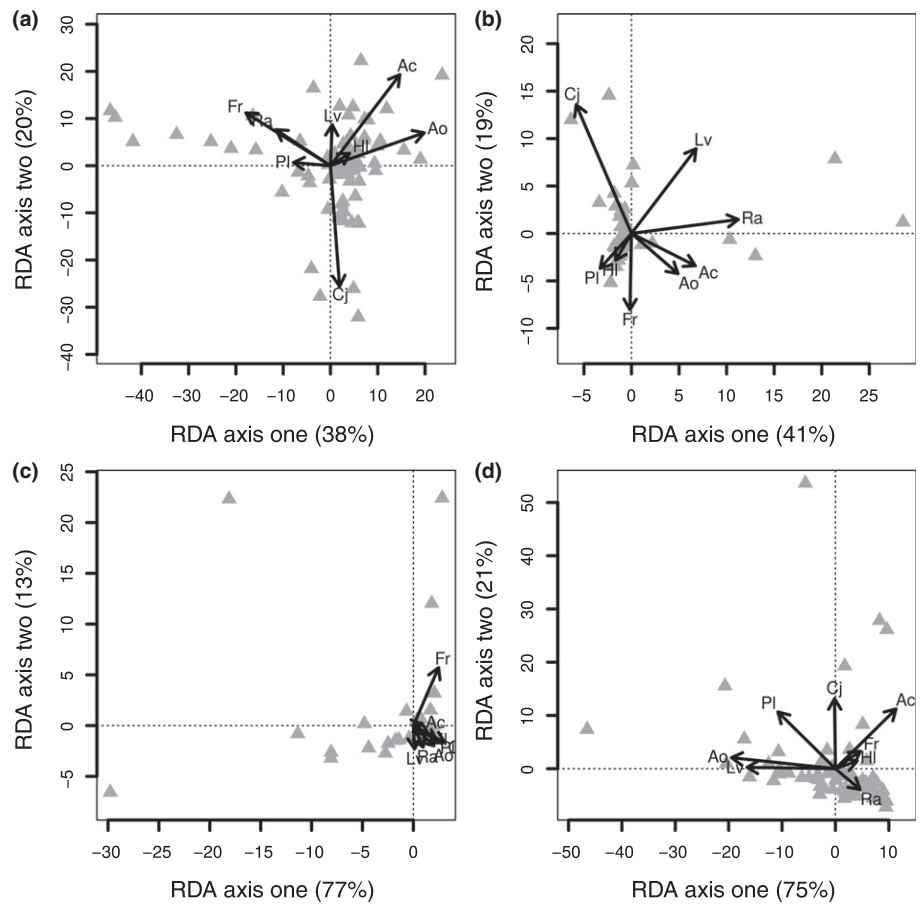 (a)
30
20
10
0
−10
−20
−30
−40
RDA axis two (20%)
Ac
Fr
Ra
Lv
Ao
Hl
Pl
Cj
−40 −30 −20 −10 0 10 20
RDA axis one (38%)
(b)
20
15
10
5
0
−5
−10
RDA axis two (19%)
Cj
Lv
Ra
Pl
Hl
Ac
Ao
Fr
−5 0 5 10 15 20 25
RDA axis one (41%)
(c)
25
20
15
10
5
0
−5
RDA axis two (13%)
Fr
Ac
Pl
Lv
Ra
Ao
−30 −25 −20 −15 −10 −5 0
RDA axis one (77%)
(d)
50
40
30
20
10
0
RDA axis two (21%)
Pl
Cj
Ac
Ao
Fr
Lv
Hl
Ra
−50 −40 −30 −20 −10 0 10
RDA axis one (75%)